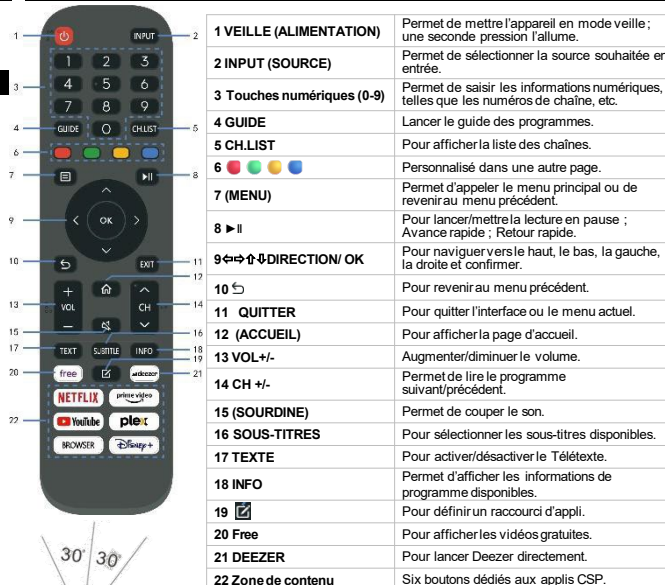 1
INPUT
2
1 2 3
3
4 5 6
7 8 9
4
GUIDE
0
CH.LIST
5
6
7
8
9
OK
10
EXIT
11
12
+
VOL
-
13
CH
14
15
16
17
TEXT
SUBTITLE
INFO
18
19
20
free
deezer
21
NETFLIX
prime video
22
YouTube
plex
BROWSER
Disney+
30°
30°
1 VEILLE (ALIMENTATION)
Permet de mettre l'appareil en mode veille ;
une seconde pression l'allume.
2 INPUT (SOURCE)
Permet de sélectionner la source souhaitée en
entrée.
3 Touches numériques (0-9)
Permet de saisir les informations numériques,
telles que les numéros de chaîne, etc.
4 GUIDE
Lancer le guide des programmes.
5 CH.LIST
Pour afficher la liste des chaînes.
6
Personnalisé dans une autre page.
7 (MENU)
Permet d'appeler le menu principal ou de
revenir au menu précédent.
8 ►II
Pour lancer/mettre la lecture en pause ;
Avance rapide ; Retour rapide.
9⇦⇨⇧⇩DIRECTION/ OK
Pour naviguer vers le haut, le bas, la gauche,
la droite et confirmer.
10
Pour revenir au menu précédent.
11 QUITTER
Pour quitter l'interface ou le menu actuel.
12 (ACCUEIL)
Pour afficher la page d'accueil.
13 VOL+/-
Augmenter/diminuer le volume.
14 CH +/-
Permet de lire le programme
suivant/précédent.
15 (SOURDINE)
Permet de couper le son.
16 SOUS-TITRES
Pour sélectionner les sous-titres disponibles.
17 TEXTE
Pour activer/désactiver le Télétexte.
18 INFO
Permet d'afficher les informations de
programme disponibles.
19
Pour définir un raccourci d'appli.
20 Free
Pour afficher les vidéos gratuites.
21 DEEZER
Pour lancer Deezer directement.
22 Zone de contenu
Six boutons dédiés aux applis CSP.